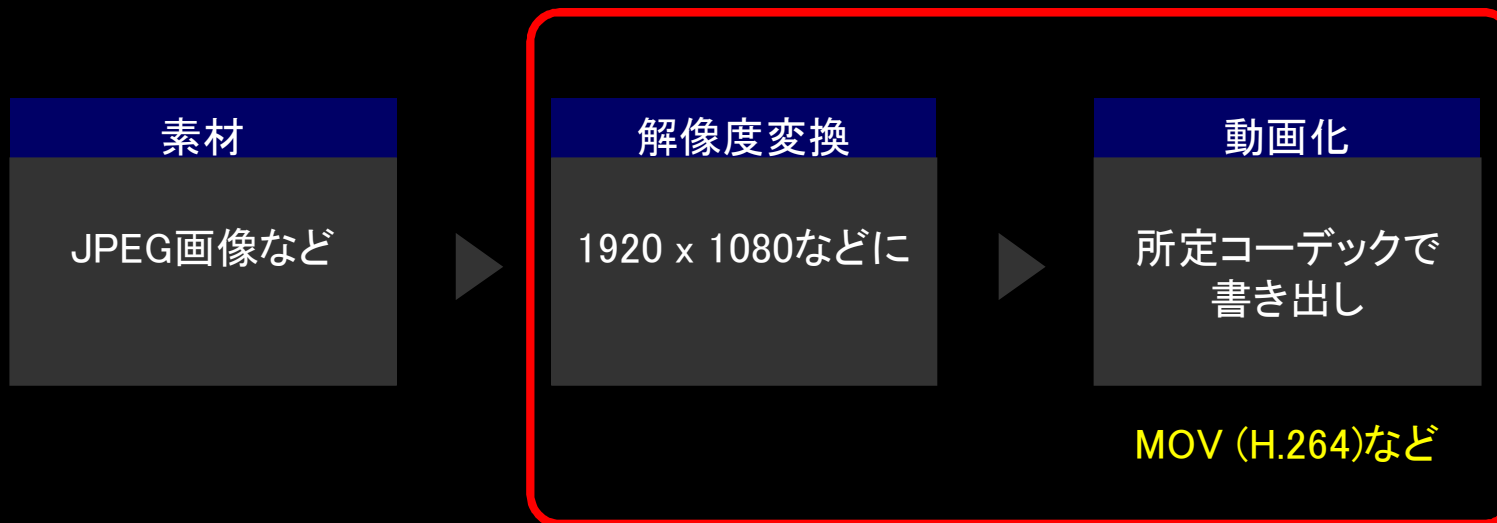 素材
JPEG画像など
解像度変換
1920 x 1080などに
動画化
所定コーデックで
書き出し
MOV (H.264)など